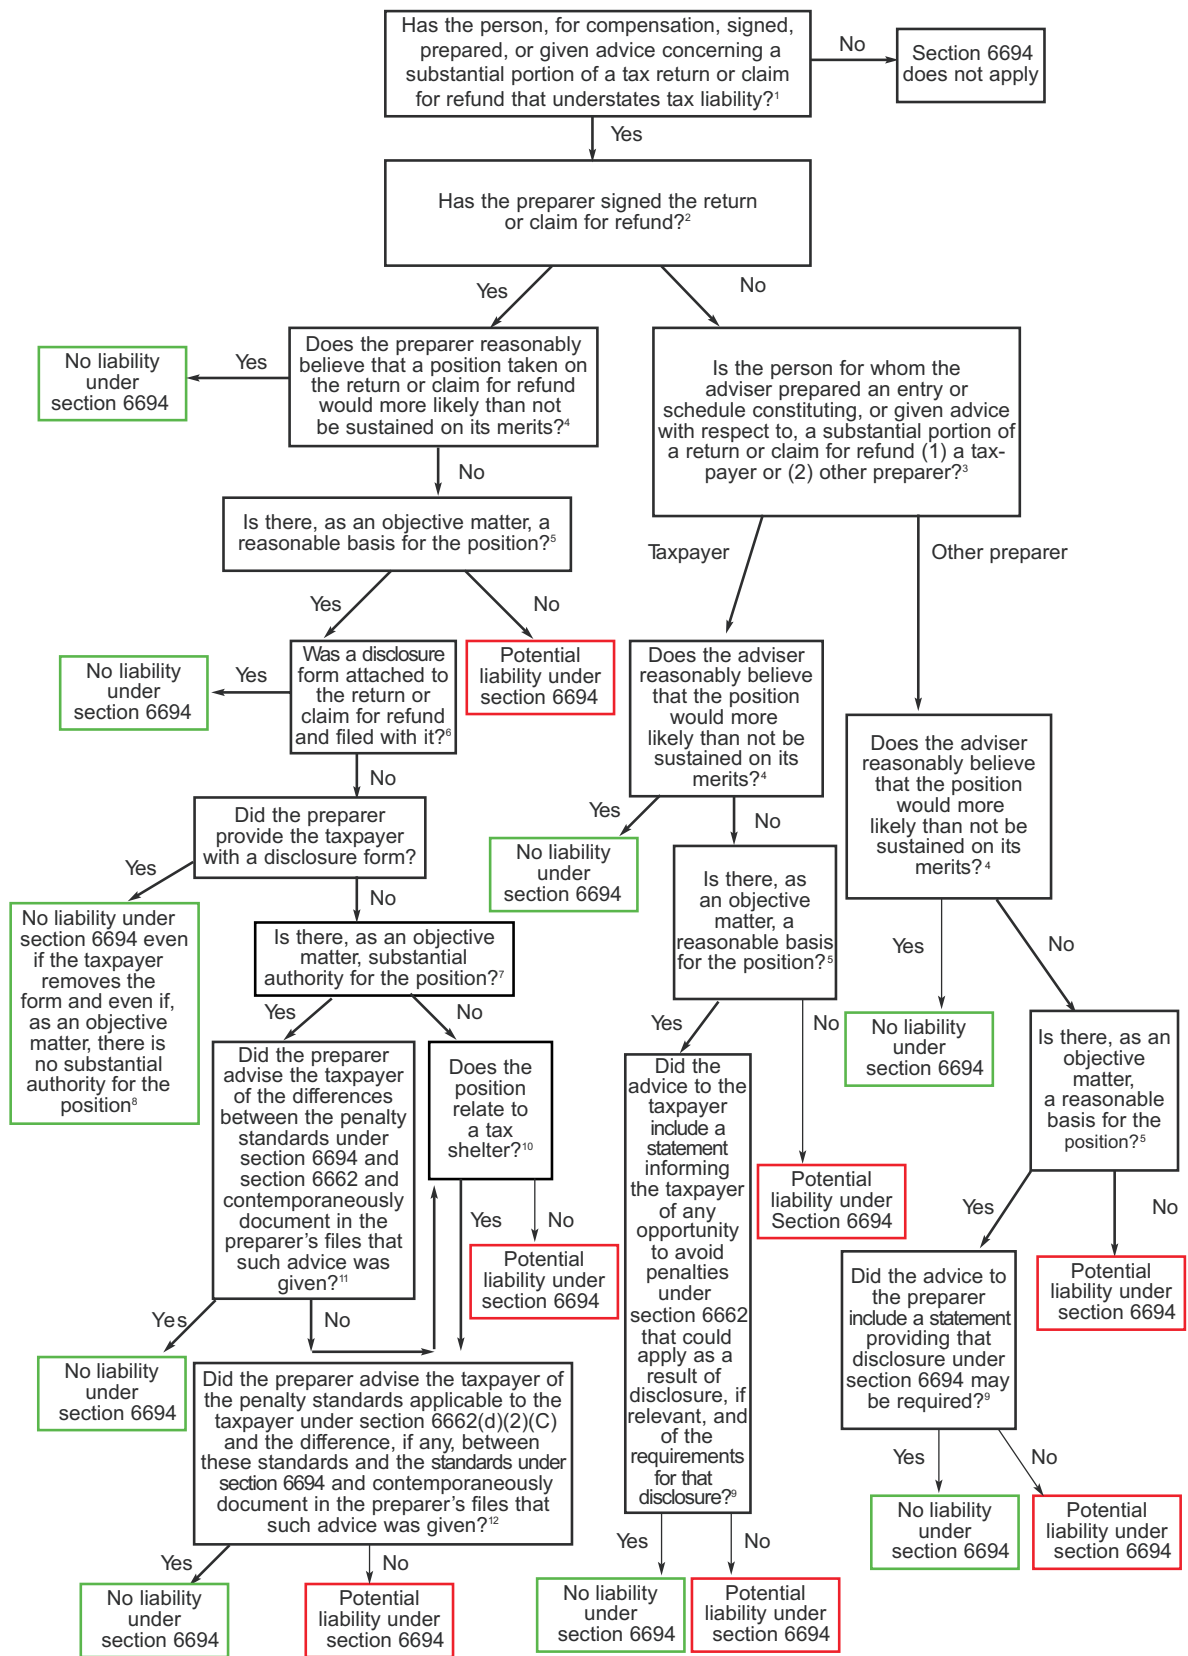 Has the person, for compensation, signed,
prepared, or given advice concerning a
substantial portion of a tax return or claim
for refund that understates tax liability?¹
No
Section 6694
does not apply
Yes
Has the preparer signed the return
or claim for refund?²
Yes
No
No liability
under
section 6694
Yes
Does the preparer reasonably
believe that a position taken on
the return or claim for refund
would more likely than not
be sustained on its merits?⁴
Is the person for whom the
adviser prepared an entry or
schedule constituting, or given advice
with respect to, a substantial portion of
a return or claim for refund (1) a tax-
payer or (2) other preparer?³
No
Is there, as an objective matter, a
reasonable basis for the position?⁵
Taxpayer
Other preparer
Yes
No
No liability
under
section 6694
Yes
Was a disclosure
form attached to
the return or
claim for refund
and filed with it?⁶
Potential
liability under
section 6694
Does the adviser
reasonably believe
that the position
would more
likely than not be
sustained on its
merits?⁴
Does the adviser
reasonably believe
that the position
would more
likely than not be
sustained on its
merits?⁴
No
Did the preparer
provide the taxpayer
with a disclosure form?
Yes
No
Yes
No
No liability
under
section 6694
Is there, as
an objective
matter, a
reasonable basis
for the position?⁵
No liability under
section 6694 even
if the taxpayer
removes the
form and even if,
as an objective
matter, there is
no substantial
authority for the
position⁸
Is there, as an objective
matter, substantial
authority for the position?⁷
Yes
No
Yes
No
Yes
No
No liability
under
section 6694
Is there, as an
objective
matter,
a reasonable
basis for the
position?⁵
Did the preparer
advise the taxpayer
of the differences
between the penalty
standards under
section 6694 and
section 6662 and
contemporaneously
document in the
preparer's files that
such advice was
given?¹¹
Does the
position
relate to
a tax
shelter?¹⁰
Did the
advice to the
taxpayer
include a
statement
informing
the taxpayer
of any
opportunity
to avoid
penalties
under
section 6662
that could
apply as a
result of
disclosure, if
relevant, and
of the
requirements
for that
disclosure?⁹
Potential
liability under
Section 6694
Yes
No
Yes
No
Potential
liability under
section 6694
Did the advice to
the preparer
include a statement
providing that
disclosure under
section 6694 may
be required?⁹
Potential
liability under
section 6694
Yes
No
No liability
under
section 6694
Did the preparer advise the taxpayer of
the penalty standards applicable to the
taxpayer under section 6662(d)(2)(C)
and the difference, if any, between
these standards and the standards under
section 6694 and contemporaneously
document in the preparer's files that
such advice was given?¹²
Yes
No
No liability
under
section 6694
Potential
liability under
section 6694
Yes
No
Yes
No
No liability
under
section 6694
Potential
liability under
section 6694
No liability
under
section 6694
Potential
liability under
section 6694